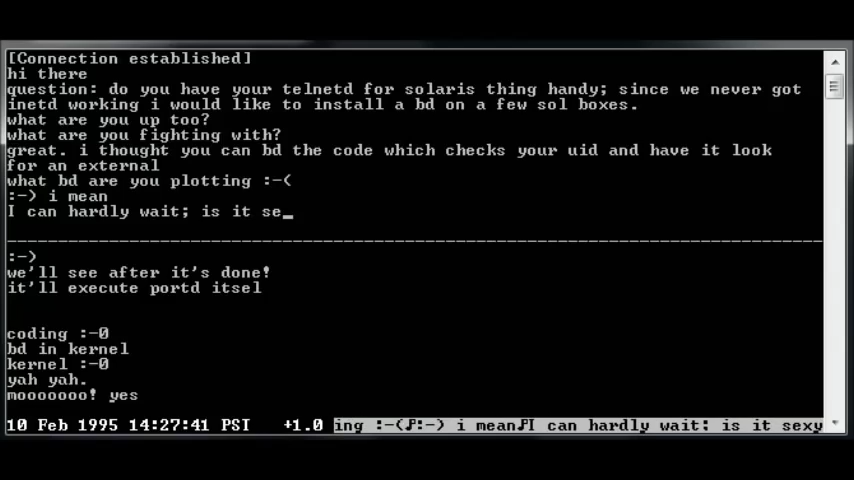 [Connection established]
hi there
question: do you have your telnetd for solaris thing handy; since we never got
inetd working i would like to install a bd on a few sol boxes.
what are you up too?
what are you fighting with?
great. i thought you can bd the code which checks your uid and have it look
for an external
what bd are you plotting :-(
:-) i mean
I can hardly wait; is it se_
:-)
we'll see after it's done!
it'll execute portd itsel
coding :-0
bd in kernel
kernel :-0
yah yah.
mooooooo! yes
10 Feb 1995 14:27:41 PSI +1.0 ing :-(♪:-) i mean♪I can hardly wait; is it sexy